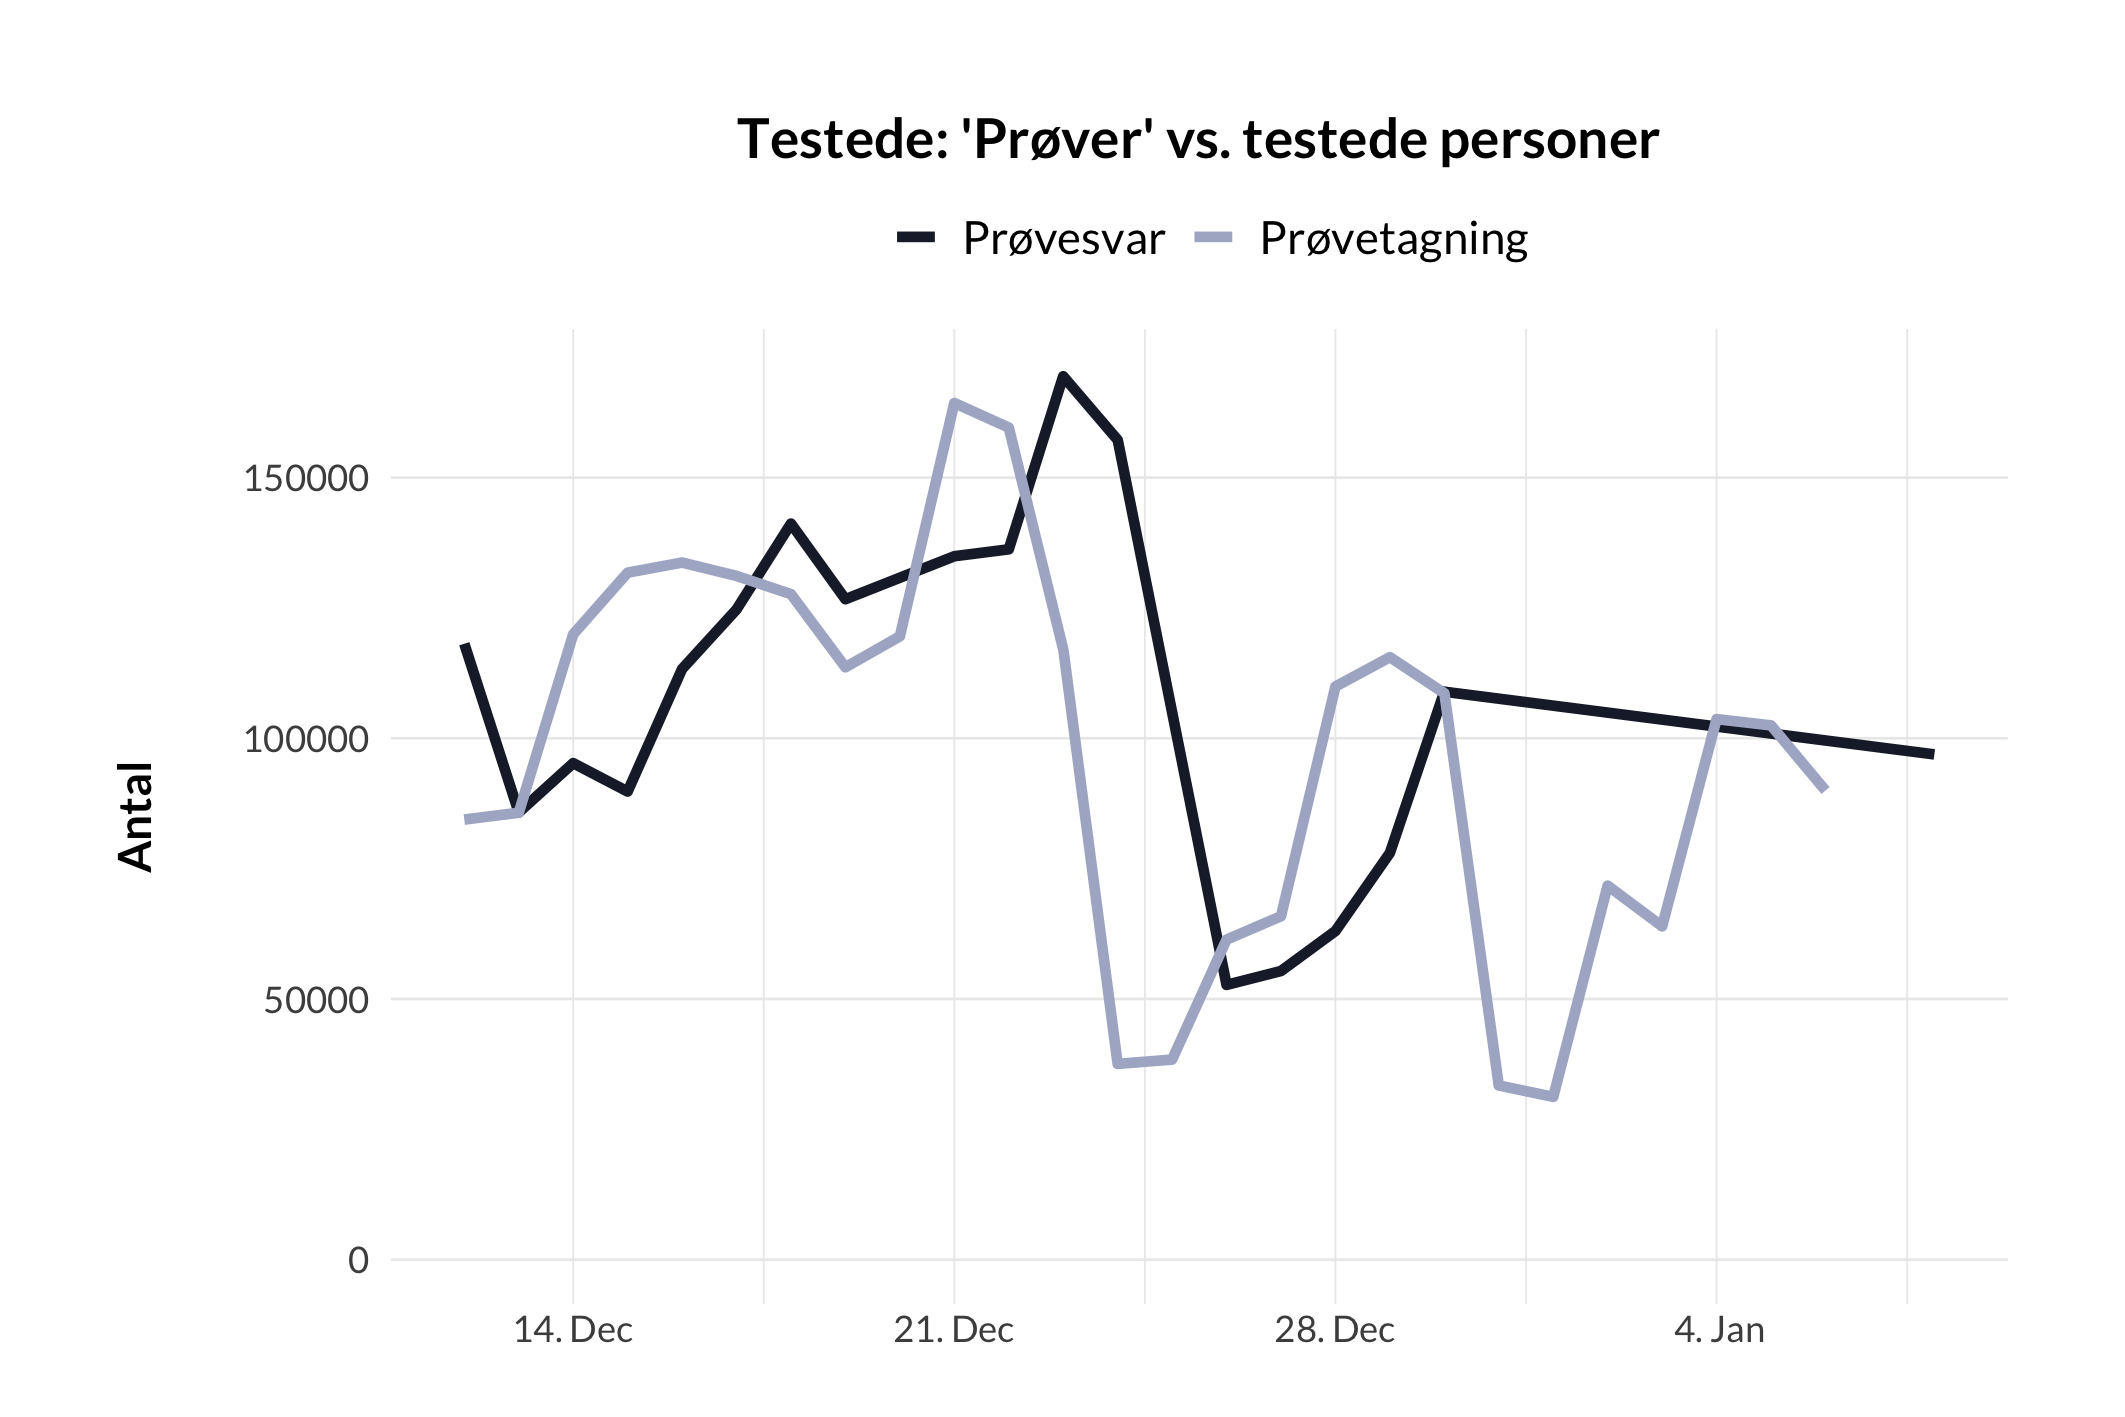 Testede: 'Prøver' vs. testede personer
Prøvesvar Prøvetagning
Antal
150000
100000
50000
0
14. Dec 21. Dec 28. Dec 4. Jan